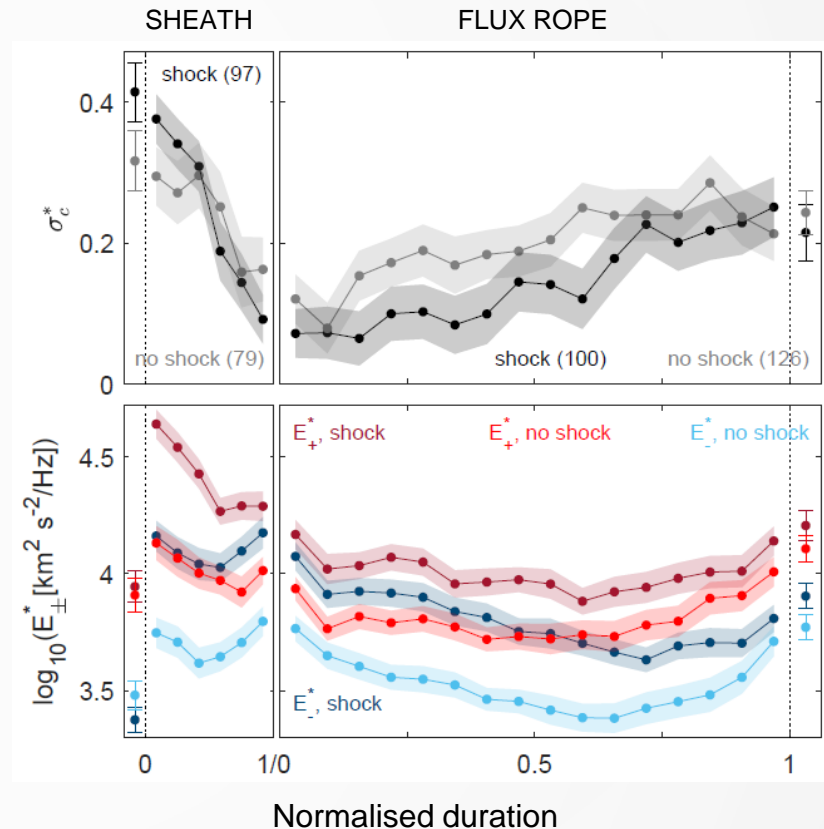 SHEATH
FLUX ROPE
shock (97)
0.4
σ*c
0.2
no shock (79)
shock (100)
no shock (126)
0
E*+, shock
E*+, no shock
E*-, no shock
4.5
log10(E*± [km2 s-2/Hz])
4
3.5
E*-, shock
0
1/0
0.5
1
Normalised duration